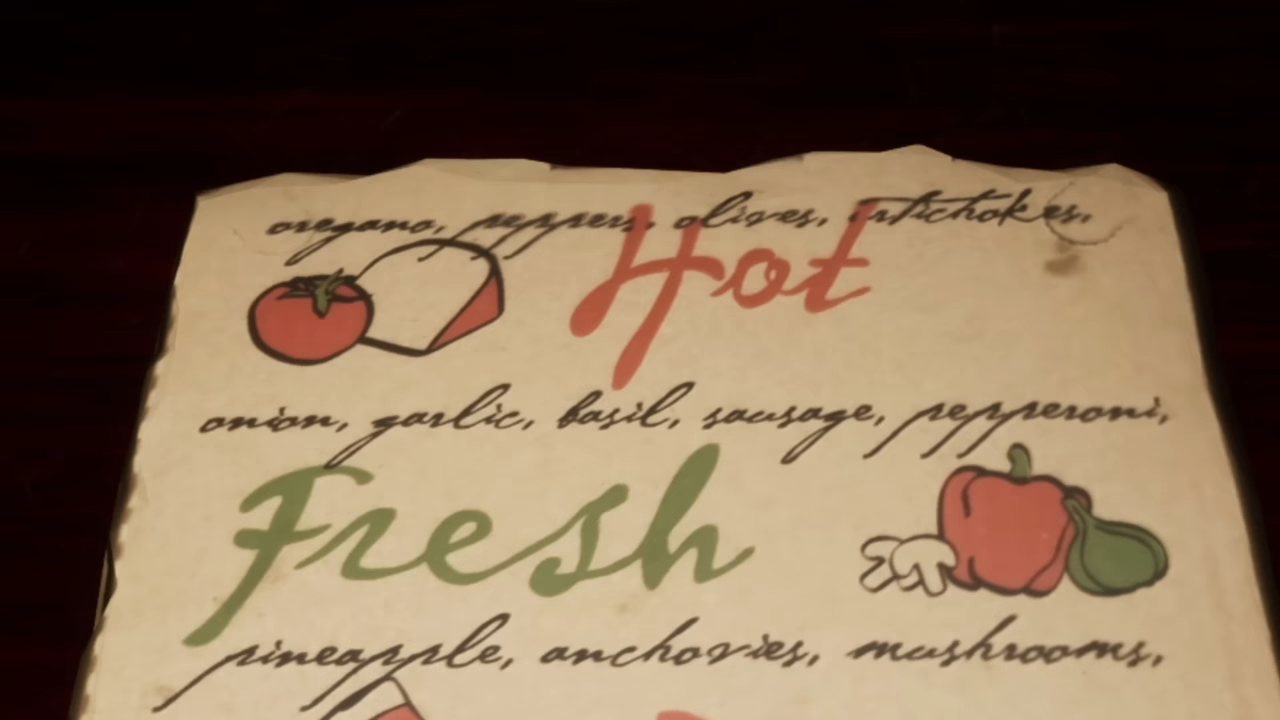 oregano, peppers, olives, artichokes,
Hot
onion, garlic, basil, sausage, pepperoni,
Fresh
pineapple, anchovies, mushrooms,